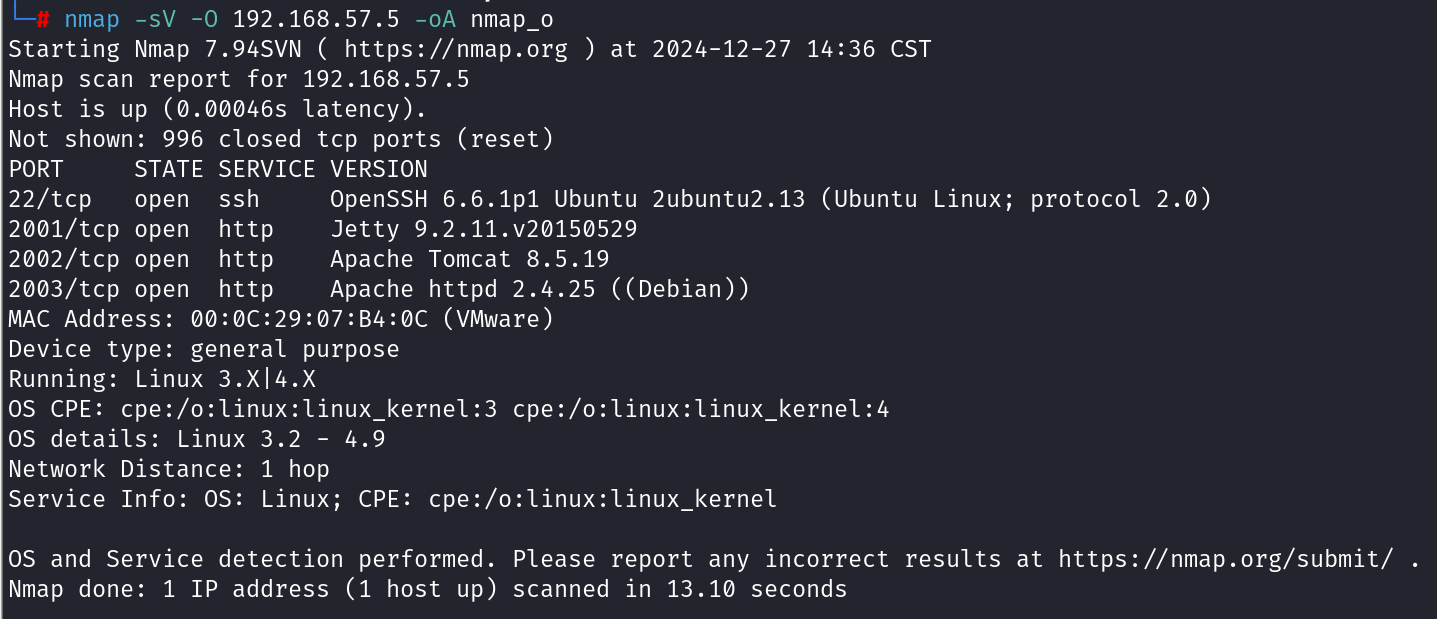 └─# nmap -sV -O 192.168.57.5 -oA nmap_o
Starting Nmap 7.94SVN ( https://nmap.org ) at 2024-12-27 14:36 CST
Nmap scan report for 192.168.57.5
Host is up (0.00046s latency).
Not shown: 996 closed tcp ports (reset)
PORT     STATE SERVICE VERSION
22/tcp   open  ssh     OpenSSH 6.6.1p1 Ubuntu 2ubuntu2.13 (Ubuntu Linux; protocol 2.0)
2001/tcp open  http    Jetty 9.2.11.v20150529
2002/tcp open  http    Apache Tomcat 8.5.19
2003/tcp open  http    Apache httpd 2.4.25 ((Debian))
MAC Address: 00:0C:29:07:B4:0C (VMware)
Device type: general purpose
Running: Linux 3.X|4.X
OS CPE: cpe:/o:linux:linux_kernel:3 cpe:/o:linux:linux_kernel:4
OS details: Linux 3.2 - 4.9
Network Distance: 1 hop
Service Info: OS: Linux; CPE: cpe:/o:linux:linux_kernel

OS and Service detection performed. Please report any incorrect results at https://nmap.org/submit/ .
Nmap done: 1 IP address (1 host up) scanned in 13.10 seconds